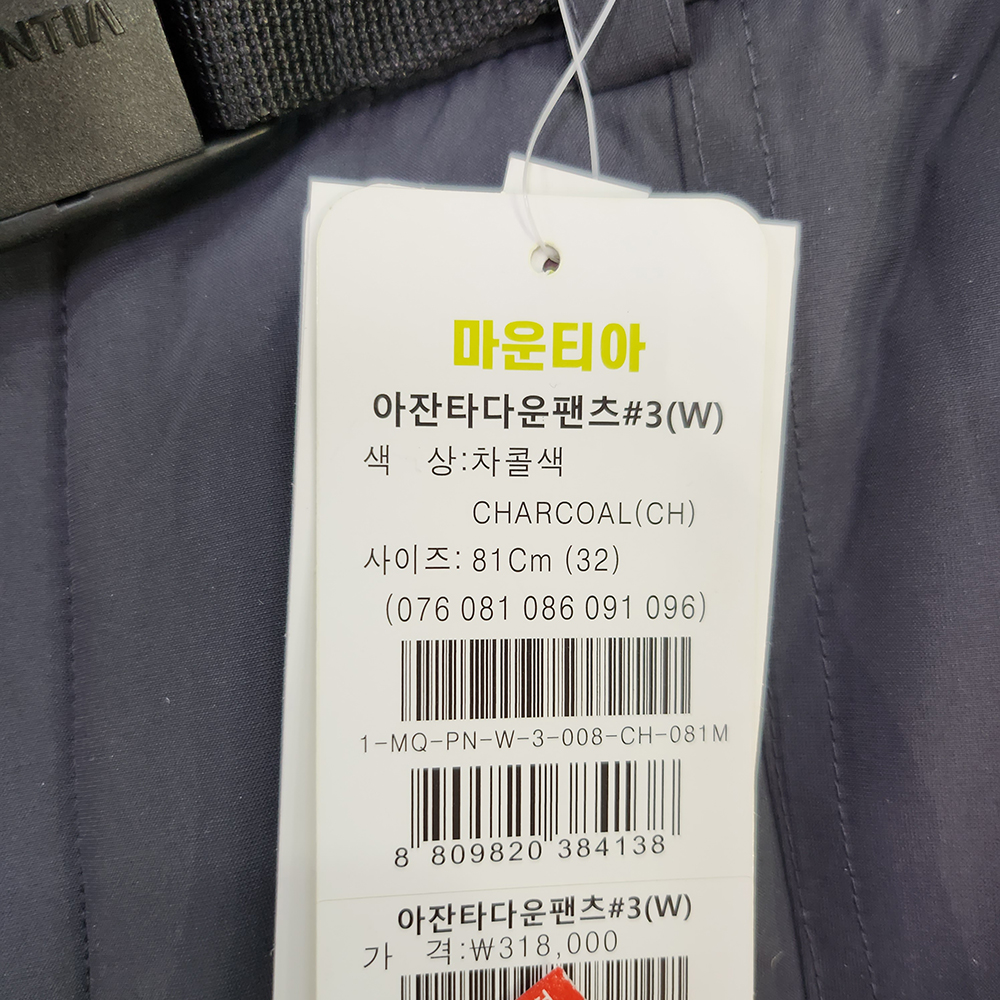 NTIA
마운티아
아잔타다운팬츠#3(W)
색 상:차콜색
CHARCOAL(CH)
사이즈: 81Cm (32)
(076 081 086 091 096)
1-MQ-PN-W-3-008-CH-081M
8 809820 384138
아잔타다운팬츠#3(W)
가 격:₩318,000